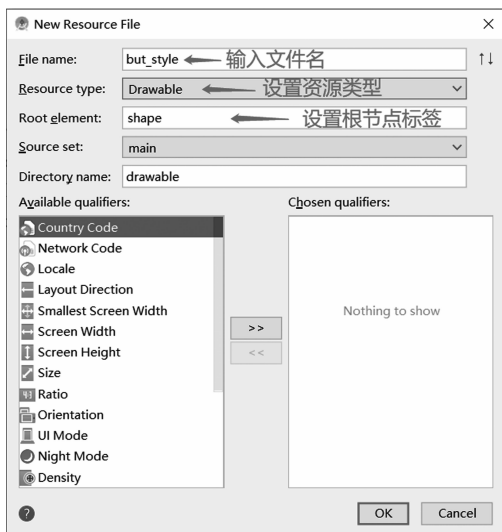 New Resource File
File name: but_style 输入文件名
Resource type: Drawable 设置资源类型
Root element: shape 设置根节点标签
Source set: main
Directory name: drawable
Available qualifiers: Chosen qualifiers:
Country Code
Network Code
Locale
Layout Direction
Smallest Screen Width
Screen Width
Screen Height
Size
Ratio
Orientation
UI Mode
Night Mode
Density
>>
<<
Nothing to show
?
OK Cancel